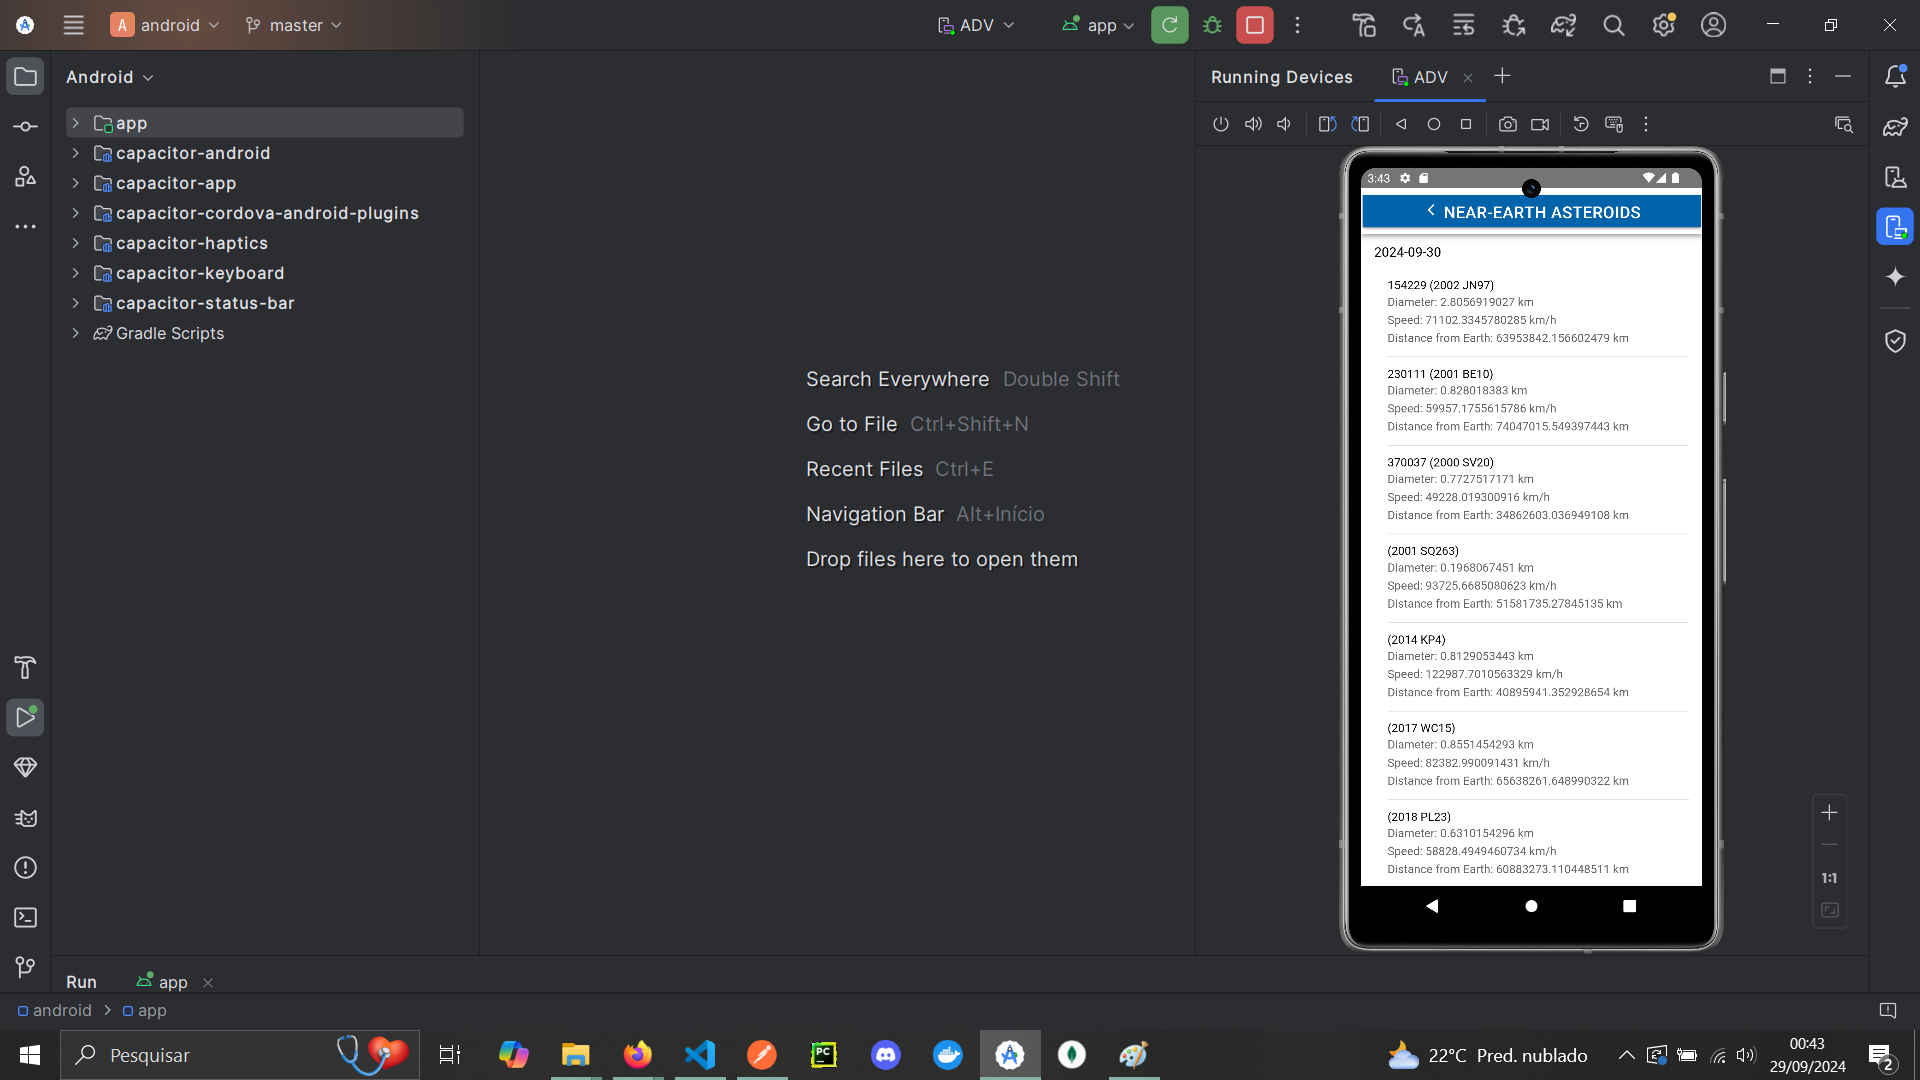 A android master ADV app
Android
app
capacitor-android
capacitor-app
capacitor-cordova-android-plugins
capacitor-haptics
capacitor-keyboard
capacitor-status-bar
Gradle Scripts
Search Everywhere Double Shift
Go to File Ctrl+Shift+N
Recent Files Ctrl+E
Navigation Bar Alt+Início
Drop files here to open them
Running Devices ADV
3:43
NEAR-EARTH ASTEROIDS
2024-09-30
154229 (2002 JN97)
Diameter: 2.8056919027 km
Speed: 71102.3345780285 km/h
Distance from Earth: 63953842.156602479 km
230111 (2001 BE10)
Diameter: 0.828018383 km
Speed: 59957.1755615786 km/h
Distance from Earth: 74047015.549397443 km
370037 (2000 SV20)
Diameter: 0.7727517171 km
Speed: 49228.019300916 km/h
Distance from Earth: 34862603.036949108 km
(2001 SQ263)
Diameter: 0.1968067451 km
Speed: 93725.6685080623 km/h
Distance from Earth: 51581735.27845135 km
(2014 KP4)
Diameter: 0.8129053443 km
Speed: 122987.7010563329 km/h
Distance from Earth: 40895941.352928654 km
(2017 WC15)
Diameter: 0.8551454293 km
Speed: 82382.990091431 km/h
Distance from Earth: 65638261.648990322 km
(2018 PL23)
Diameter: 0.6310154296 km
Speed: 58828.4949460734 km/h
Distance from Earth: 60883273.110448511 km
1:1
Run app
android app
Pesquisar
PC
22°C Pred. nublado
00:43
29/09/2024
2